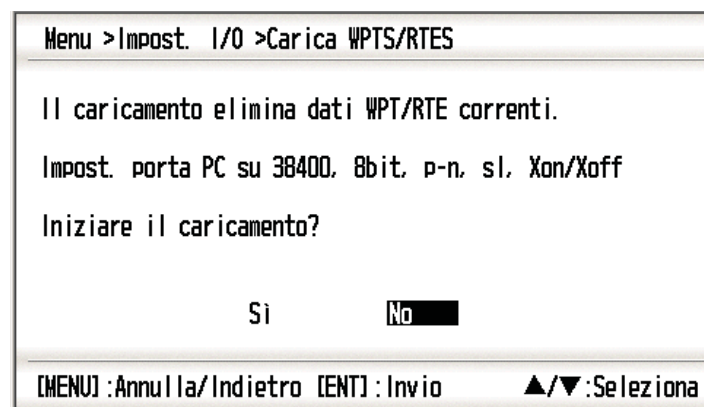 Menu >Impost. I/O >Carica WPTS/RTES
Il caricamento elimina dati WPT/RTE correnti.
Impost. porta PC su 38400, 8bit, p-n, sl, Xon/Xoff
Iniziare il caricamento?
Sì No
[MENU] :Annulla/Indietro [ENT] : Invio ▲/▼:Seleziona